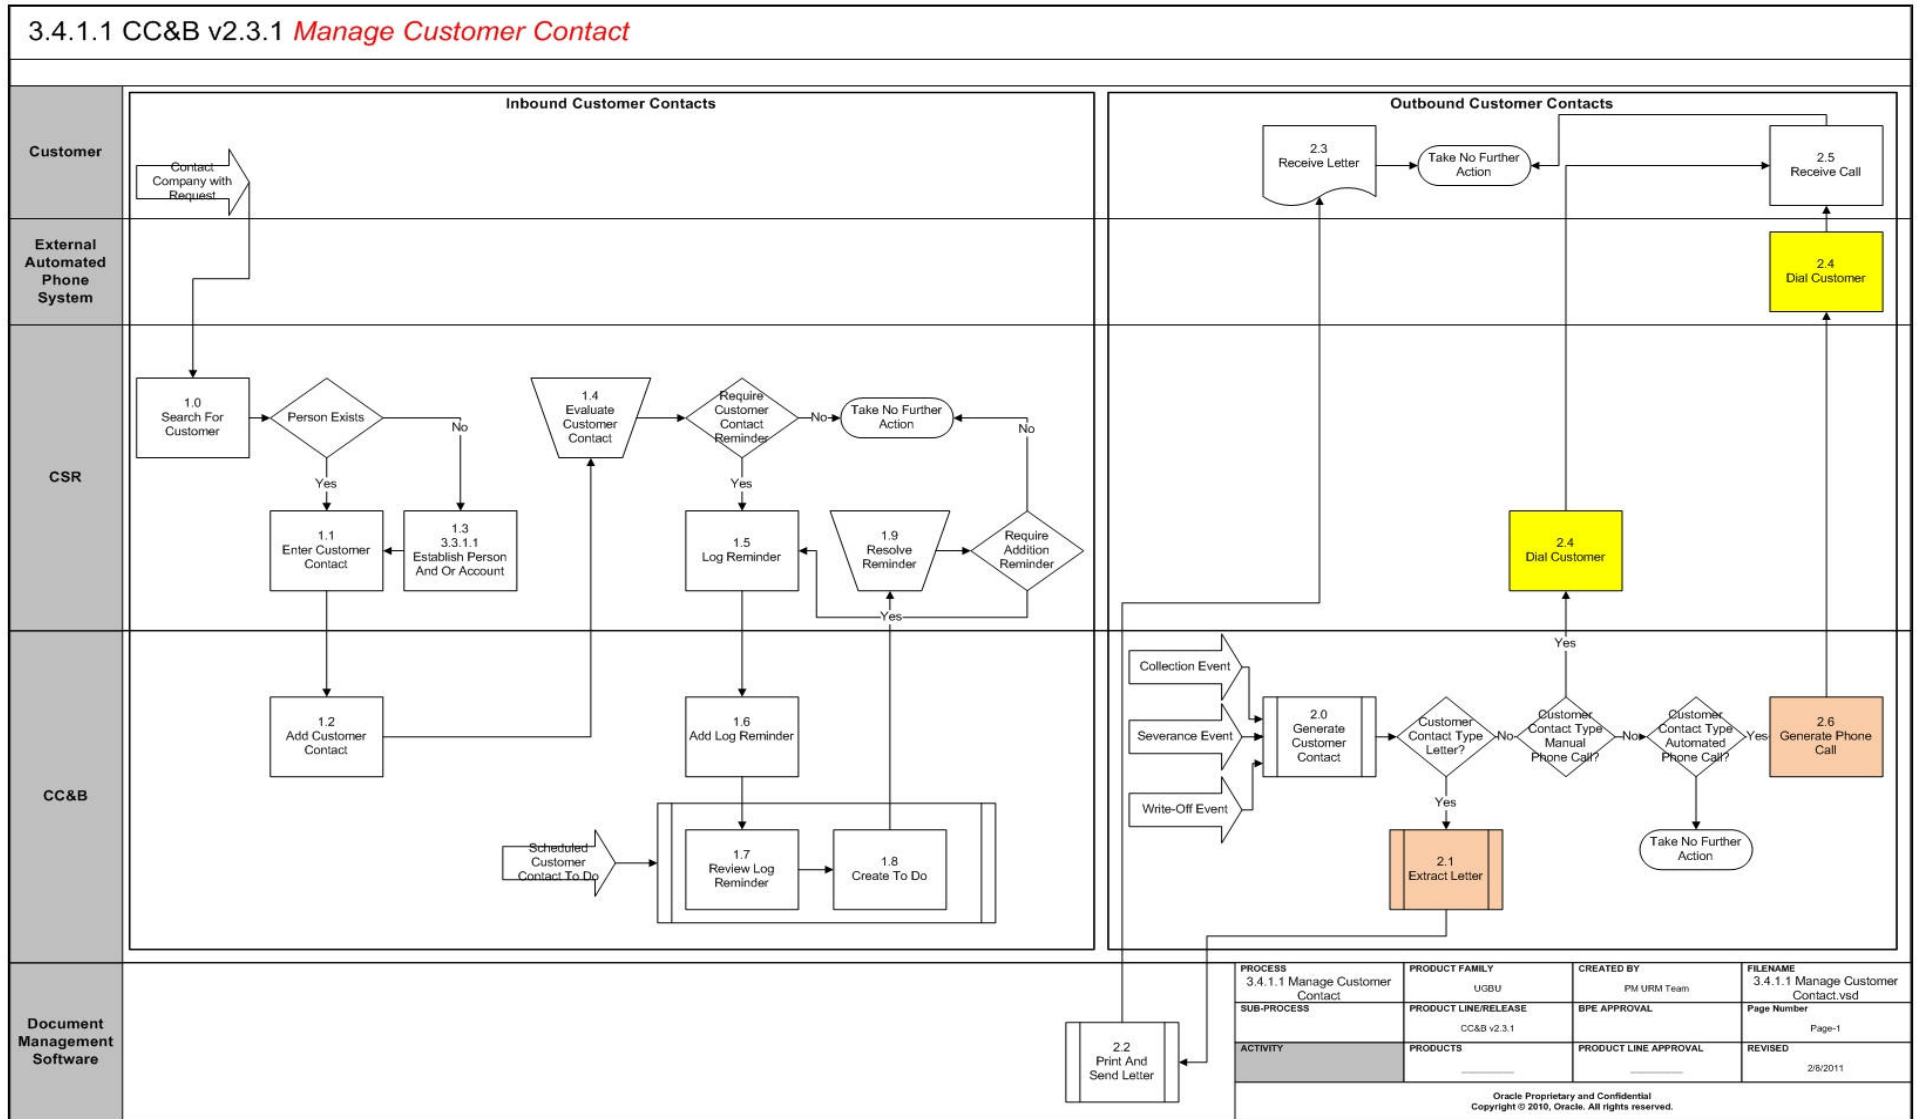 3.4.1.1 CC&B v2.3.1 Manage Customer Contact
Inbound Customer Contacts
Outbound Customer Contacts
Customer
Contact
Company with
Request
2.3
Receive Letter
Take No Further
Action
2.5
Receive Call
External
Automated
Phone
System
2.4
Dial Customer
CSR
1.0
Search For
Customer
Person Exists
No
Yes
1.1
Enter Customer
Contact
1.3
3.3.1.1
Establish Person
And Or Account
1.4
Evaluate
Customer
Contact
Require
Customer
Contact
Reminder
No
Take No Further
Action
Yes
No
1.5
Log Reminder
1.9
Resolve
Reminder
Require
Addition
Reminder
Yes
2.4
Dial Customer
CC&B
1.2
Add Customer
Contact
1.6
Add Log Reminder
Scheduled
Customer
Contact To Do
1.7
Review Log
Reminder
1.8
Create To Do
Collection Event
Severance Event
Write-Off Event
2.0
Generate
Customer
Contact
Customer
Contact Type
Letter?
No
Yes
Customer
Contact Type
Manual
Phone Call?
Yes
No
Customer
Contact Type
Automated
Phone Call?
Yes
2.6
Generate Phone
Call
2.1
Extract Letter
Take No Further
Action
Document
Management
Software
2.2
Print And
Send Letter
PROCESS
3.4.1.1 Manage Customer
Contact
PRODUCT FAMILY
UGBU
CREATED BY
PM URM Team
FILENAME
3.4.1.1 Manage Customer
Contact.vsd
SUB-PROCESS
PRODUCT LINE/RELEASE
CC&B v2.3.1
BPE APPROVAL
Page Number
Page-1
ACTIVITY
PRODUCTS
PRODUCT LINE APPROVAL
REVISED
2/8/2011
Oracle Proprietary and Confidential
Copyright © 2010, Oracle. All rights reserved.